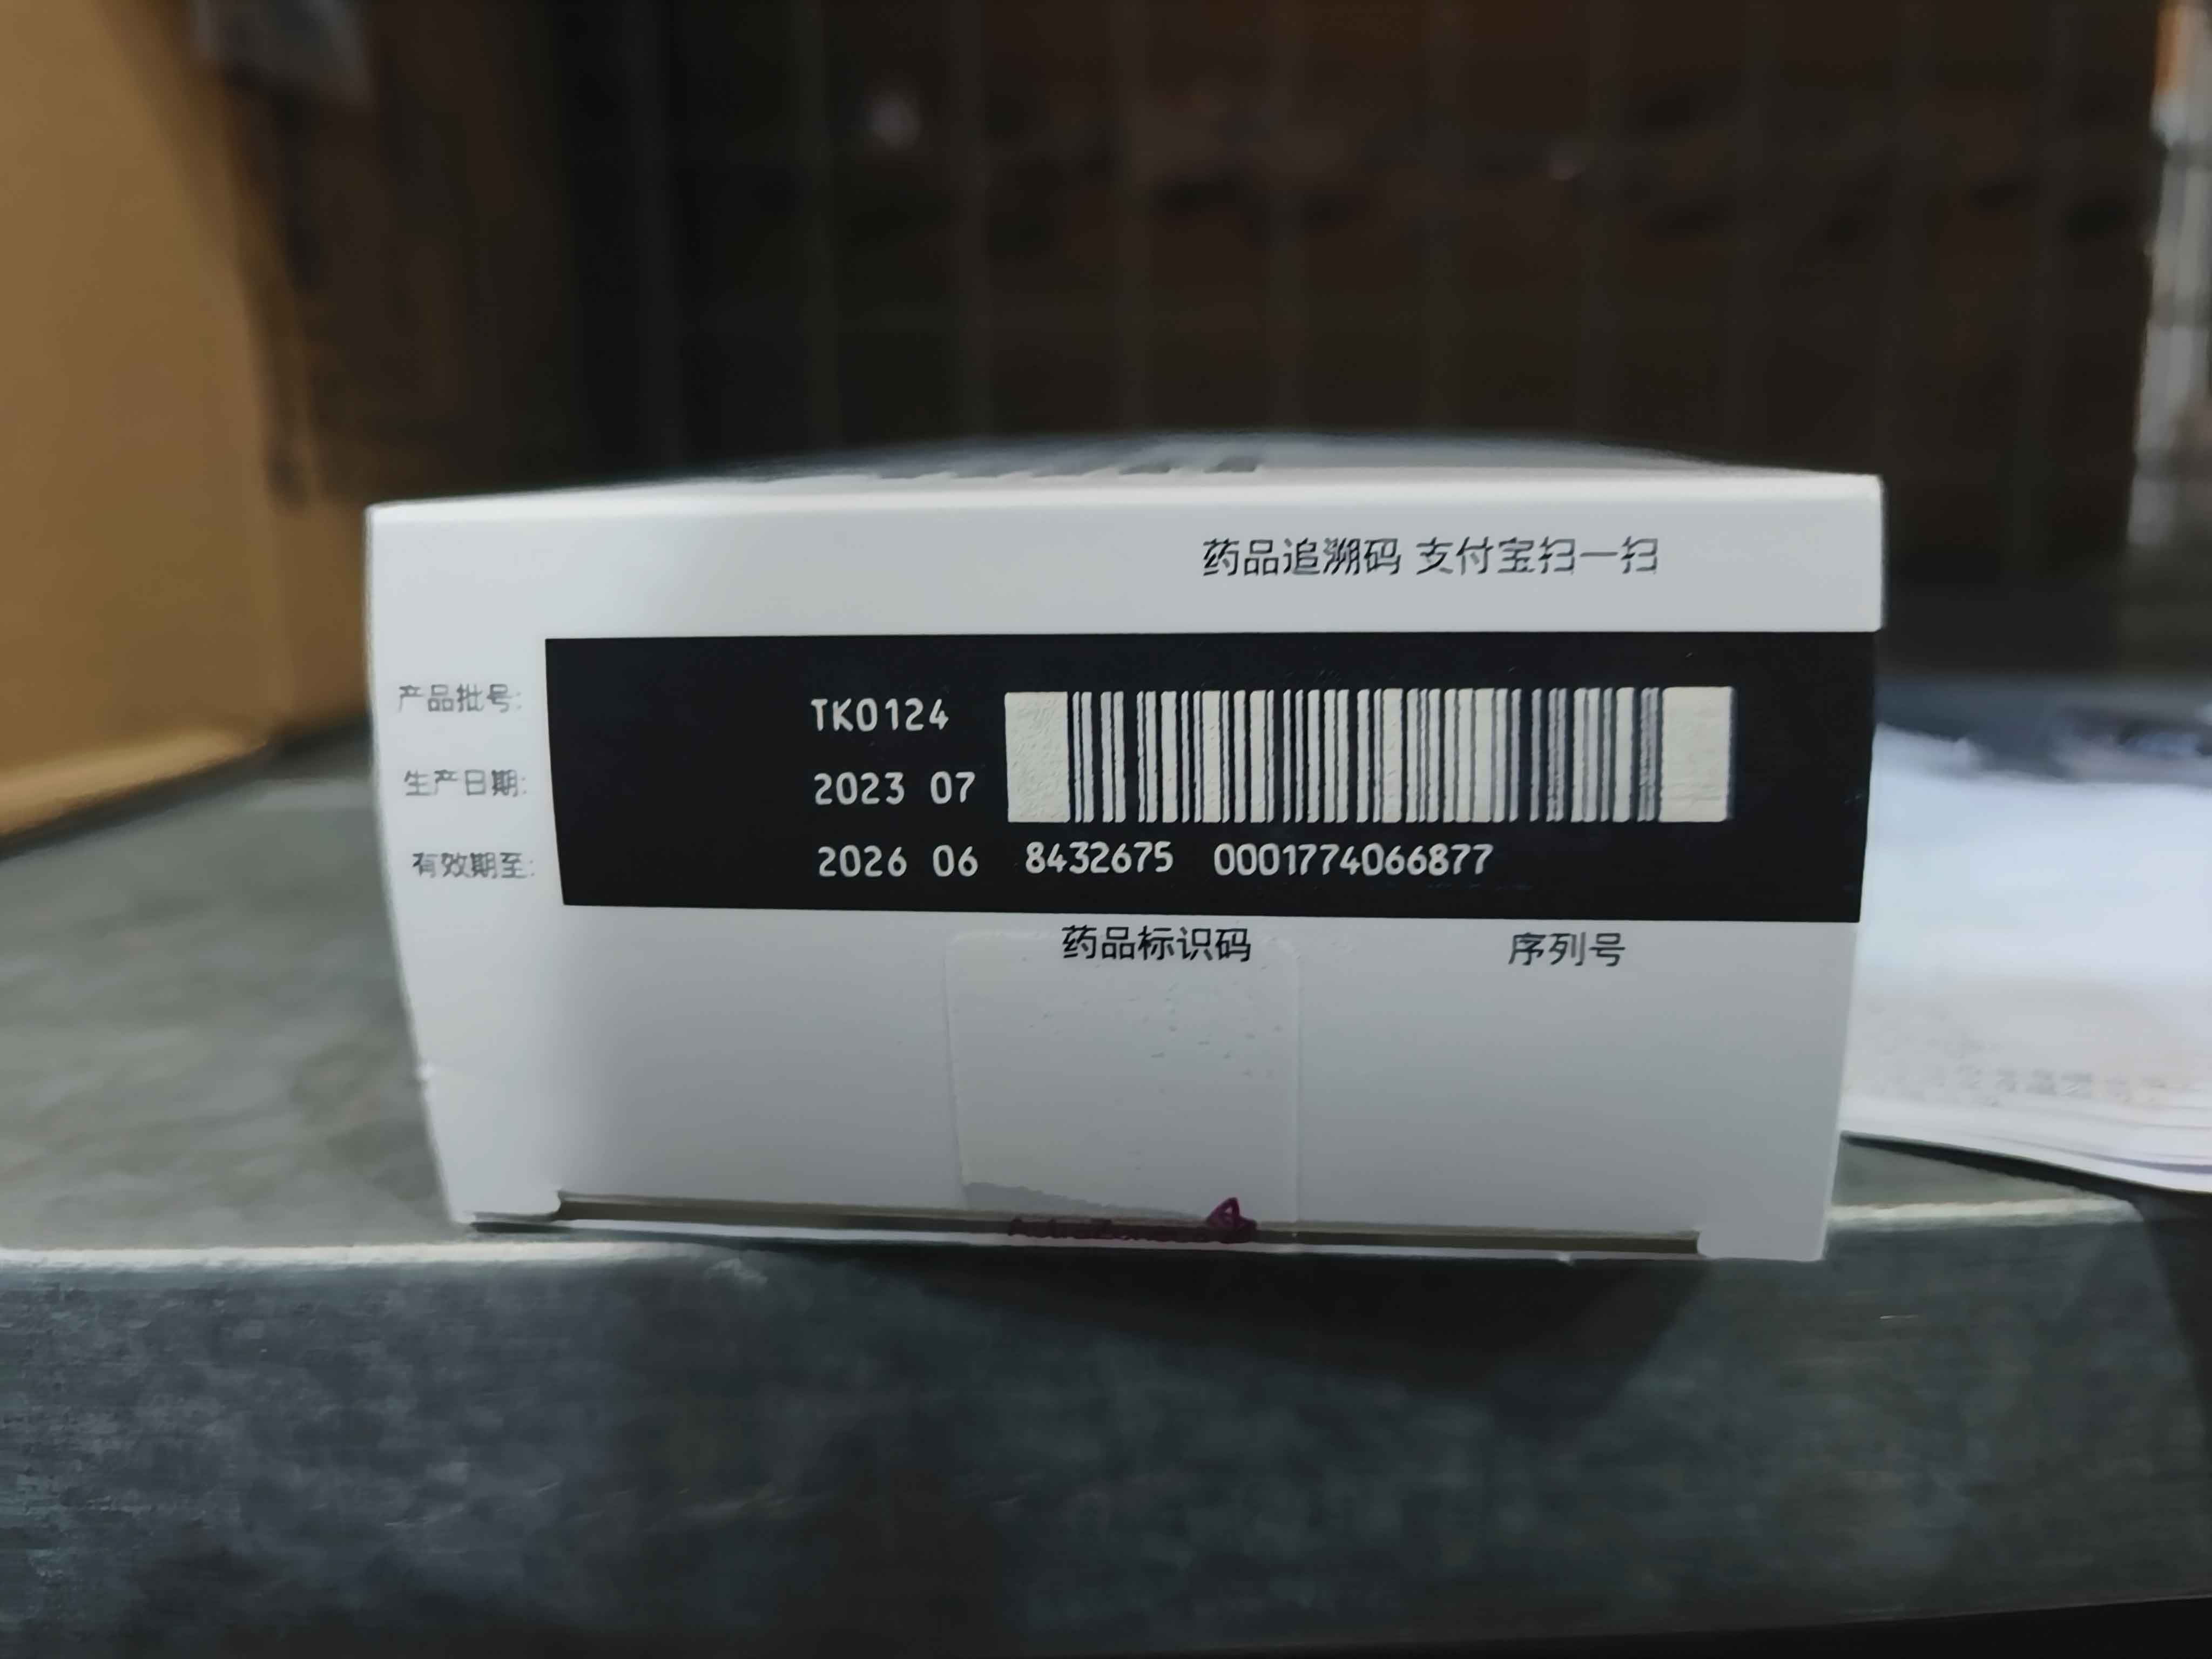 药品追溯码 支付宝扫一扫
产品批号: TK0124
生产日期: 2023 07
有效期至: 2026 06
8432675 0001774066877
药品标识码 序列号